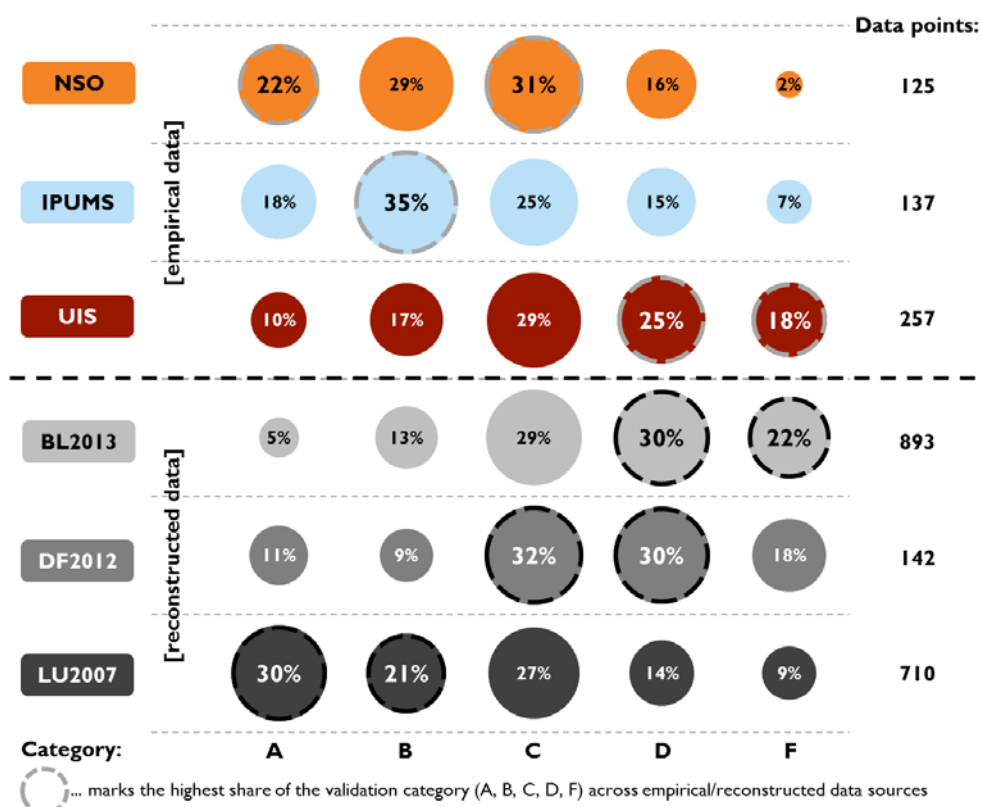 Data points:
NSO 22% 29% 31% 16% 2% 125
[empirical data]
IPUMS 18% 35% 25% 15% 7% 137
UIS 10% 17% 29% 25% 18% 257
BL2013 5% 13% 29% 30% 22% 893
[reconstructed data]
DF2012 11% 9% 32% 30% 18% 142
LU2007 30% 21% 27% 14% 9% 710
Category: A B C D F
... marks the highest share of the validation category (A, B, C, D, F) across empirical/reconstructed data sources